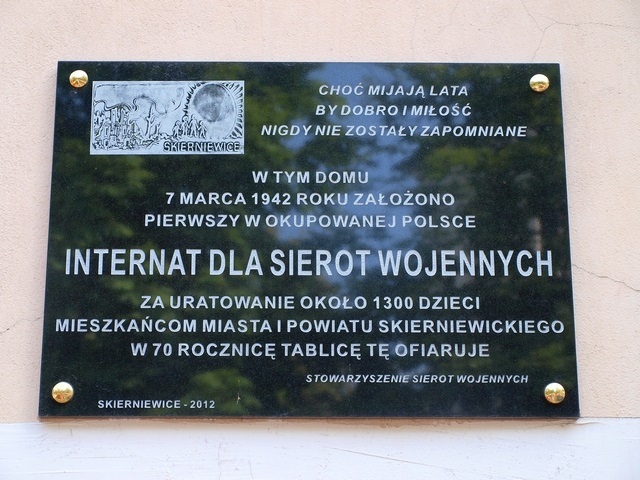 SKIERNIEWICE
CHOĆ MIJAJĄ LATA
BY DOBRO I MIŁOŚĆ
NIGDY NIE ZOSTAŁY ZAPOMNIANE
W TYM DOMU
7 MARCA 1942 ROKU ZAŁOŻONO
PIERWSZY W OKUPOWANEJ POLSCE
INTERNAT DLA SIEROT WOJENNYCH
ZA URATOWANIE OKOŁO 1300 DZIECI
MIESZKAŃCOM MIASTA I POWIATU SKIERNIEWICKIEGO
W 70 ROCZNICĘ TABLICĘ TĘ OFIARUJE
STOWARZYSZENIE SIEROT WOJENNYCH
SKIERNIEWICE - 2012